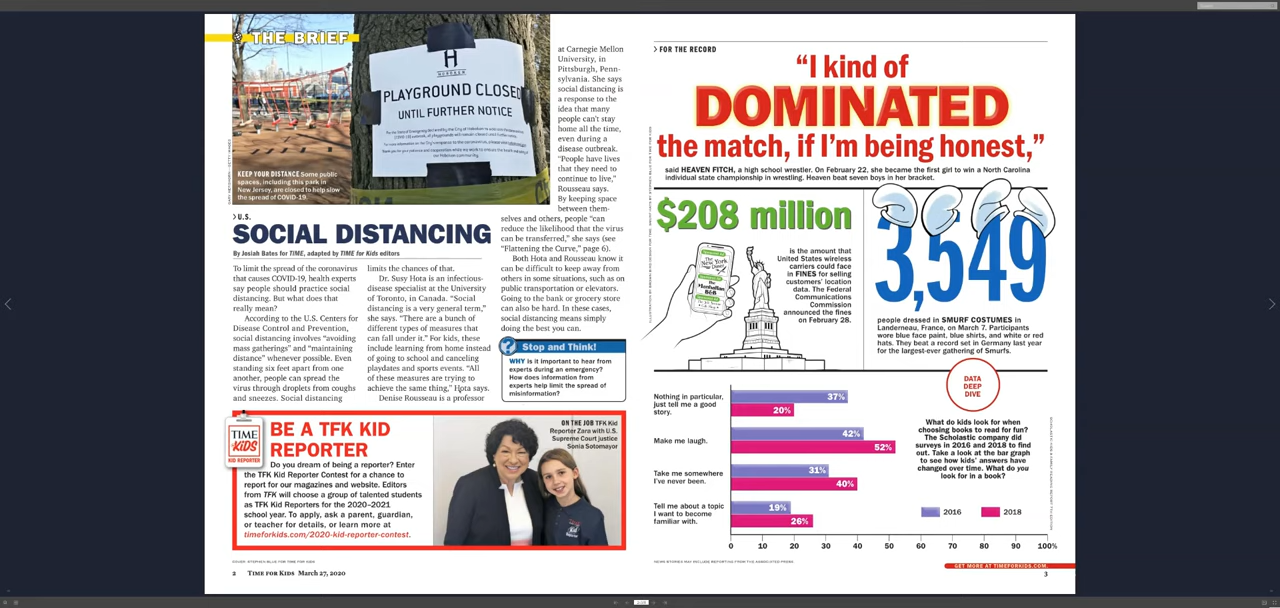 THE BRIEF
PLAYGROUND CLOSED
UNTIL FURTHER NOTICE
KEEP YOUR DISTANCE Some public
spaces, including this park in
New Jersey, are closed to help slow
the spread of COVID-19.
U.S.
SOCIAL DISTANCING
By Josiah Bates for TIME, adapted by TIME for Kids editors
To limit the spread of the coronavirus
that causes COVID-19, health experts
say people should practice social
distancing. But what does that
really mean?
According to the U.S. Centers for
Disease Control and Prevention,
social distancing involves “avoiding
mass gatherings” and “maintaining
distance” whenever possible. Even
standing six feet apart from one
another, people can spread the
virus through droplets from coughs
and sneezes. Social distancing
limits the chances of that.
Dr. Susy Hota is an infectious-
disease specialist at the University
of Toronto, in Canada. “Social
distancing is a very general term,”
she says. “There are a bunch of
different types of measures that
can fall under it.” For kids, these
include learning from home instead
of going to school and canceling
playdates and sports events. “All
of these measures are trying to
achieve the same thing,” Hota says.
Denise Rousseau is a professor
at Carnegie Mellon
University, in
Pittsburgh, Penn-
sylvania. She says
social distancing is
a response to the
idea that many
people can’t stay
home all the time,
even during a
disease outbreak.
“People have lives
that they need to
continue to live,”
Rousseau says.
By keeping space
between them-
selves and others, people “can
reduce the likelihood that the virus
can be transferred,” she says (see
“Flattening the Curve,” page 6).
Both Hota and Rousseau know it
can be difficult to keep away from
others in some situations, such as on
public transportation or elevators.
Going to the bank or grocery store
can also be hard. In these cases,
social distancing means simply
doing the best you can.
Stop and Think!
WHY is it important to hear from
experts during an emergency?
How does information from
experts help limit the spread of
misinformation?
TIME
for KIDS
KID REPORTER
BE A TFK KID
REPORTER
Do you dream of being a reporter? Enter
the TFK Kid Reporter Contest for a chance to
report for our magazines and website. Editors
from TFK will choose a group of talented students
as TFK Kid Reporters for the 2020–2021
school year. To apply, ask a parent, guardian,
or teacher for details, or learn more at
timeforkids.com/2020-kid-reporter-contest.
ON THE JOB TFK Kid
Reporter Zara with U.S.
Supreme Court justice
Sonia Sotomayor
2 TIME FOR KIDS March 27, 2020
FOR THE RECORD
“I kind of
DOMINATED
the match, if I’m being honest,”
said HEAVEN FITCH, a high school wrestler. On February 22, she became the first girl to win a North Carolina
individual state championship in wrestling. Heaven beat seven boys in her bracket.
$208 million
is the amount that
United States wireless
carriers could face
in FINES for selling
customers’ location
data. The Federal
Communications
Commission
announced the fines
on February 28.
3,549
people dressed in SMURF COSTUMES in
Landerneau, France, on March 7. Participants
wore blue face paint, blue shirts, and white or red
hats. They beat a record set in Germany last year
for the largest-ever gathering of Smurfs.
DATA
DEEP
DIVE
What do kids look for when
choosing books to read for fun?
The Scholastic company did
surveys in 2016 and 2018 to find
out. Take a look at the bar graph
to see how kids’ answers have
changed over time. What do you
look for in a book?
Nothing in particular,
just tell me a good
story.
37%
20%
Make me laugh.
42%
52%
Take me somewhere
I’ve never been.
31%
40%
Tell me about a topic
I want to become
familiar with.
19%
26%
2016
2018
0 10 20 30 40 50 60 70 80 90 100%
NEWS STORIES MAY INCLUDE REPORTING FROM THE ASSOCIATED PRESS
GET MORE AT TIMEFORKIDS.COM.
3